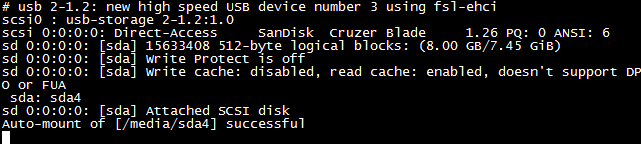 # usb 2-1.2: new high speed USB device number 3 using fsl-ehci
scsi0 : usb-storage 2-1.2:1.0
scsi 0:0:0:0: Direct-Access     SanDisk  Cruzer Blade     1.26 PQ: 0 ANSI: 6
sd 0:0:0:0: [sda] 15633408 512-byte logical blocks: (8.00 GB/7.45 GiB)
sd 0:0:0:0: [sda] Write Protect is off
sd 0:0:0:0: [sda] Write cache: disabled, read cache: enabled, doesn't support DP
O or FUA
 sda: sda4
sd 0:0:0:0: [sda] Attached SCSI disk
Auto-mount of [/media/sda4] successful